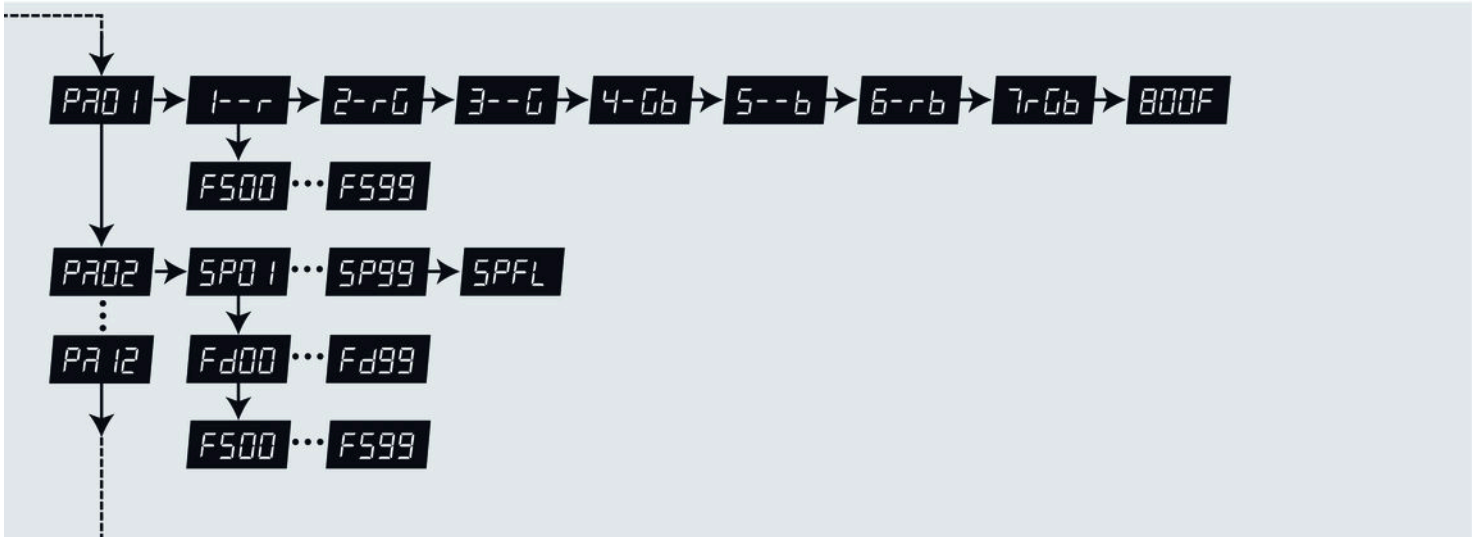 PA01 1--r 2-rG 3--G 4-Gb 5--b 6-rb 7rGb 800F
FS00 ... FS99
PA02 SP01 ... SP99 SPFL
PA12 Fd00 ... Fd99
FS00 ... FS99